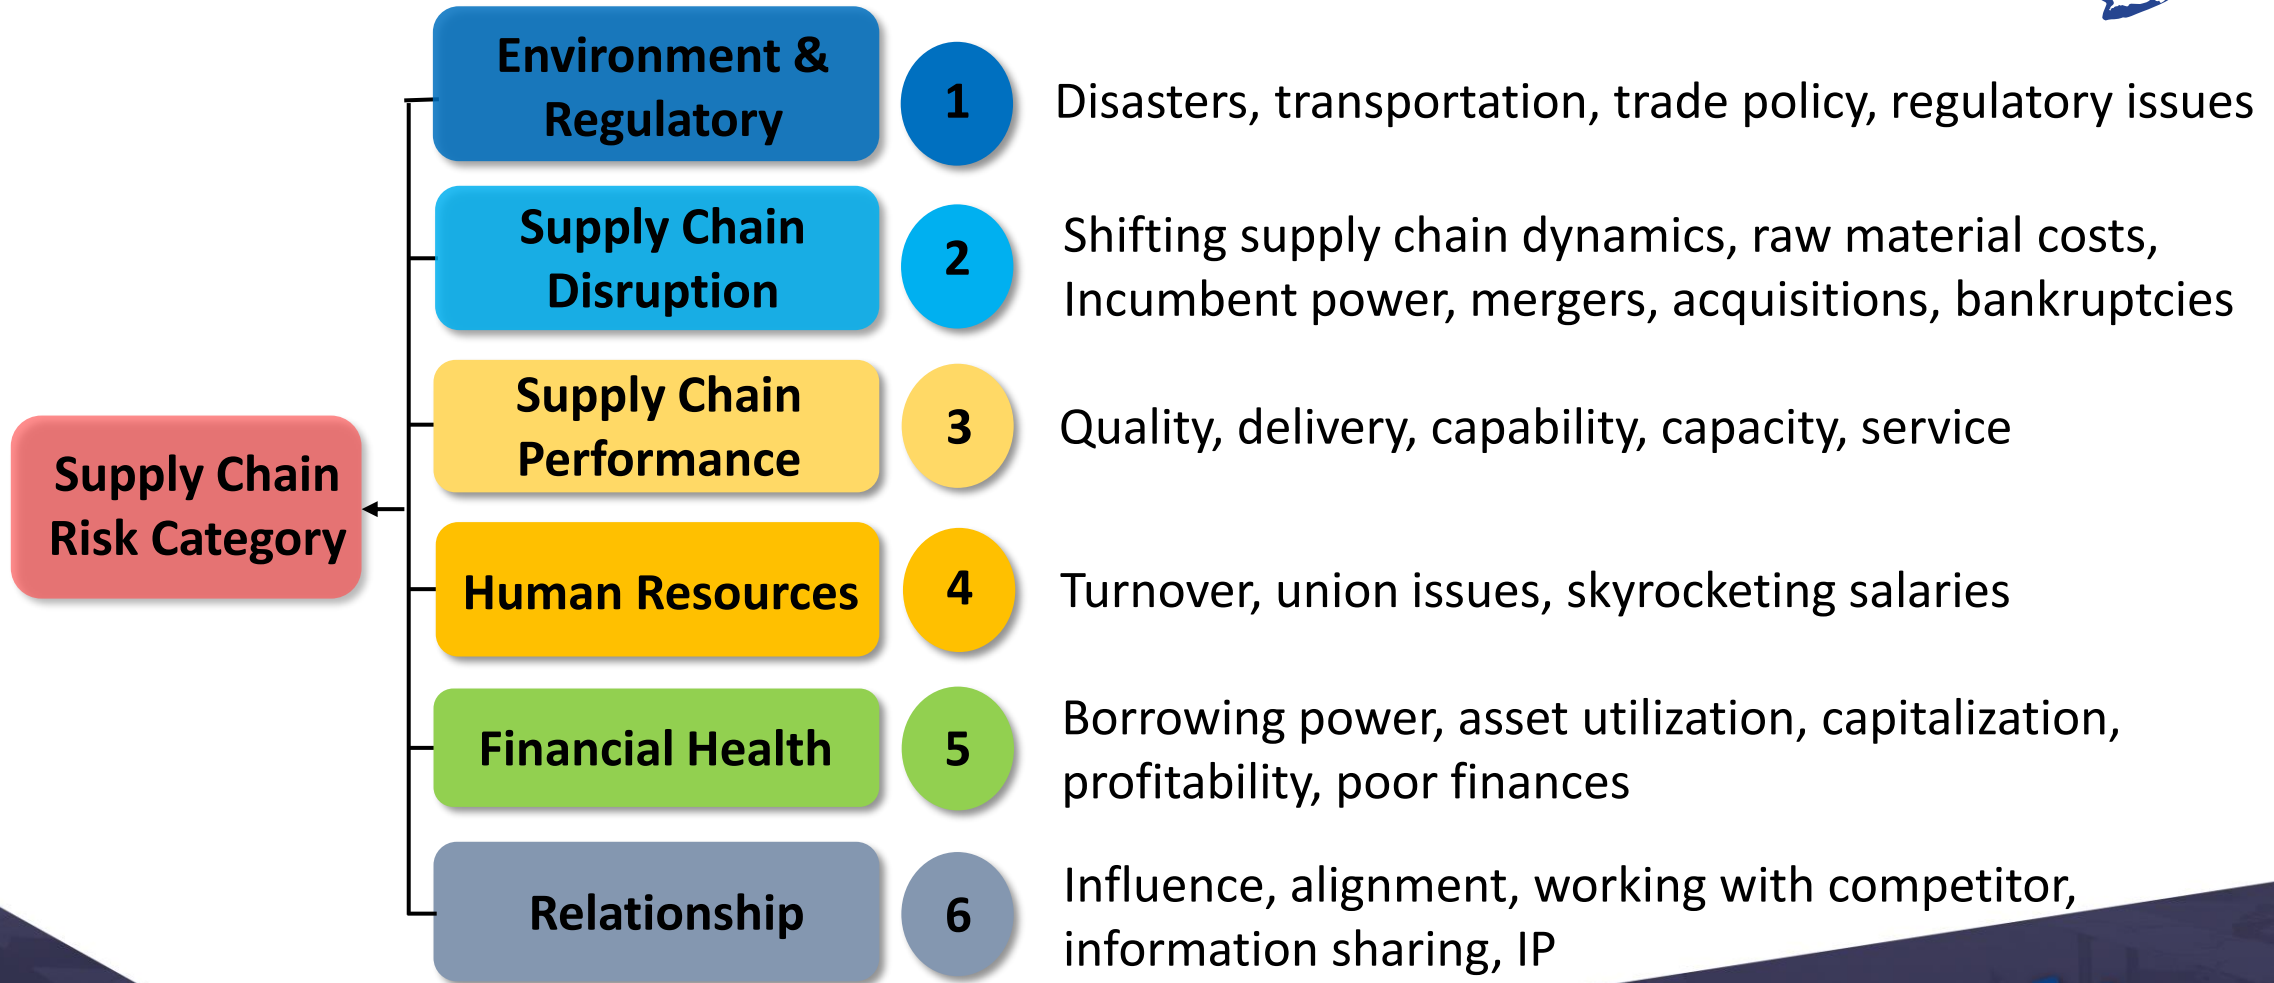 Environment &
Regulatory
1
Disasters, transportation, trade policy, regulatory issues
Supply Chain
Disruption
2
Shifting supply chain dynamics, raw material costs,
Incumbent power, mergers, acquisitions, bankruptcies
Supply Chain
Performance
3
Quality, delivery, capability, capacity, service
Supply Chain
Risk Category
Human Resources
4
Turnover, union issues, skyrocketing salaries
Financial Health
5
Borrowing power, asset utilization, capitalization,
profitability, poor finances
Relationship
6
Influence, alignment, working with competitor,
information sharing, IP